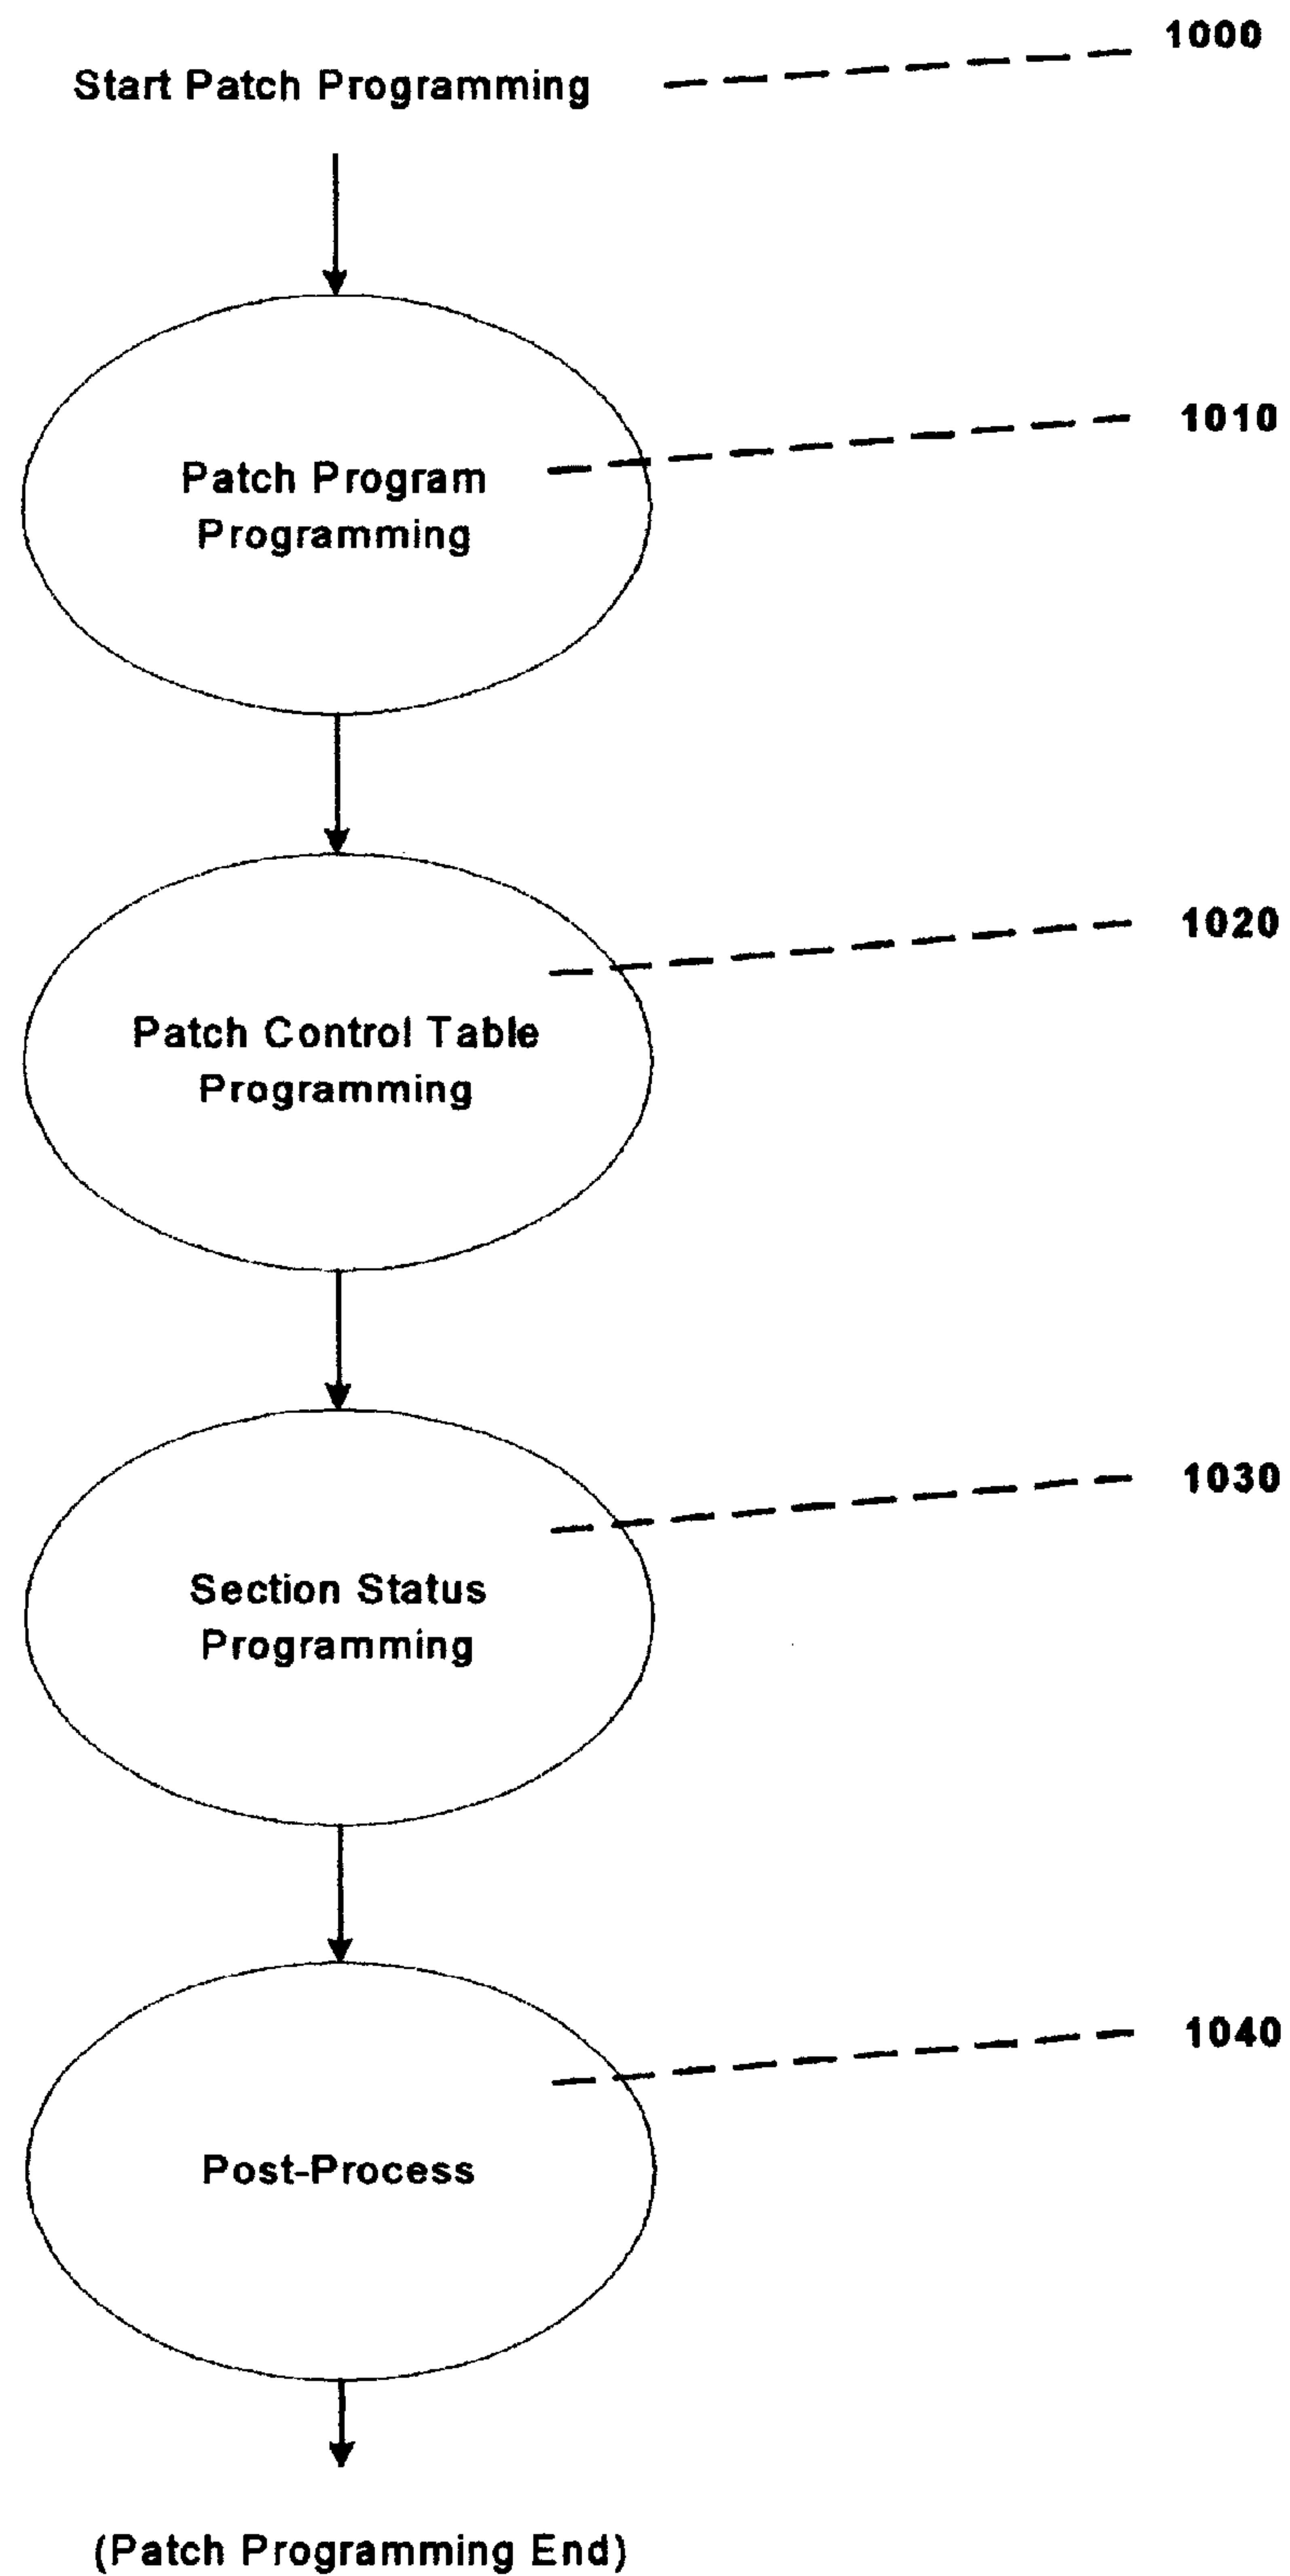 1000
Start Patch Programming
1010
Patch Program
Programming
1020
Patch Control Table
Programming
1030
Section Status
Programming
1040
Post-Process
(Patch Programming End)